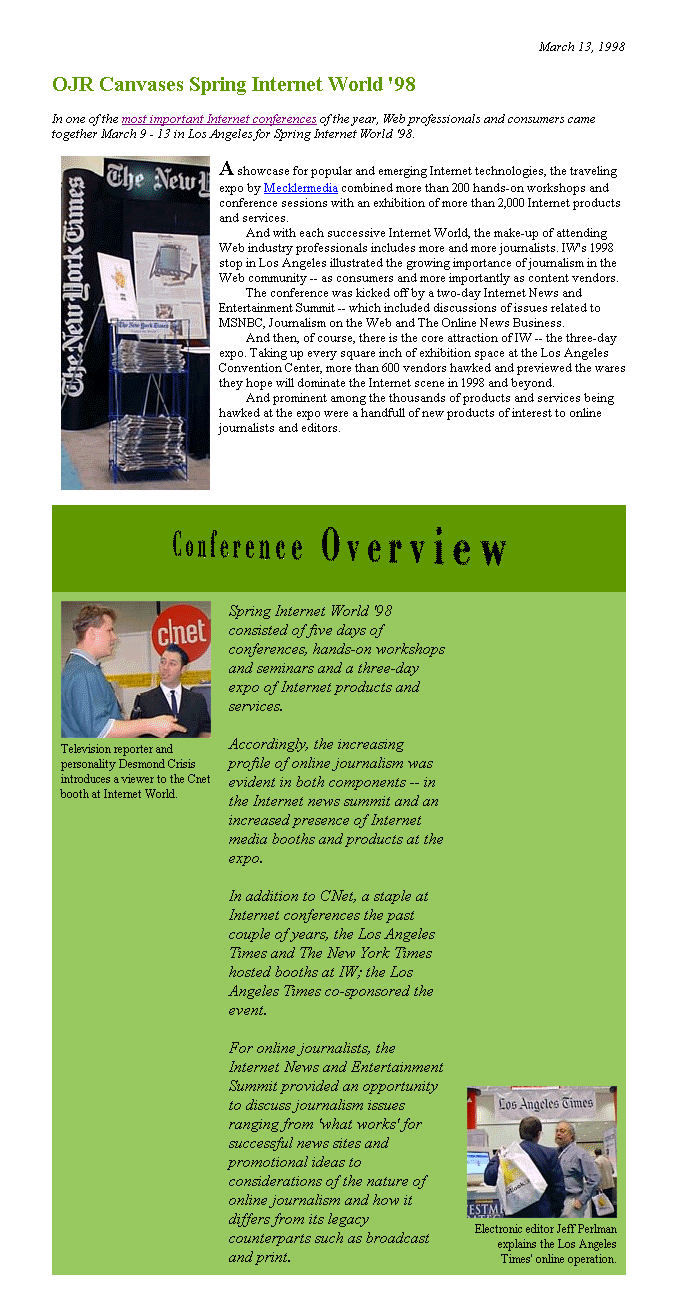 March 13, 1998
OJR Canvases Spring Internet World '98
In one of the most important Internet conferences of the year, Web professionals and consumers came
together March 9 - 13 in Los Angeles for Spring Internet World '98.
The New Y
The New York Times
The New York Times
A showcase for popular and emerging Internet technologies, the traveling
expo by Mecklermedia combined more than 200 hands-on workshops and
conference sessions with an exhibition of more than 2,000 Internet products
and services.
And with each successive Internet World, the make-up of attending
Web industry professionals includes more and more journalists. IW's 1998
stop in Los Angeles illustrated the growing importance of journalism in the
Web community -- as consumers and more importantly as content vendors.
The conference was kicked off by a two-day Internet News and
Entertainment Summit -- which included discussions of issues related to
MSNBC, Journalism on the Web and The Online News Business.
And then, of course, there is the core attraction of IW -- the three-day
expo. Taking up every square inch of exhibition space at the Los Angeles
Convention Center, more than 600 vendors hawked and previewed the wares
they hope will dominate the Internet scene in 1998 and beyond.
And prominent among the thousands of products and services being
hawked at the expo were a handfull of new products of interest to online
journalists and editors.
Conference Overview
c|net
Television reporter and
personality Desmond Crisis
introduces a viewer to the Cnet
booth at Internet World.
Spring Internet World '98
consisted of five days of
conferences, hands-on workshops
and seminars and a three-day
expo of Internet products and
services.
Accordingly, the increasing
profile of online journalism was
evident in both components -- in
the Internet news summit and an
increased presence of Internet
media booths and products at the
expo.
In addition to CNet, a staple at
Internet conferences the past
couple of years, the Los Angeles
Times and The New York Times
hosted booths at IW; the Los
Angeles Times co-sponsored the
event.
For online journalists, the
Internet News and Entertainment
Summit provided an opportunity
to discuss journalism issues
ranging from 'what works' for
successful news sites and
promotional ideas to
considerations of the nature of
online journalism and how it
differs from its legacy
counterparts such as broadcast
and print.
Los Angeles Times
Electronic editor Jeff Perlman
explains the Los Angeles
Times' online operation.